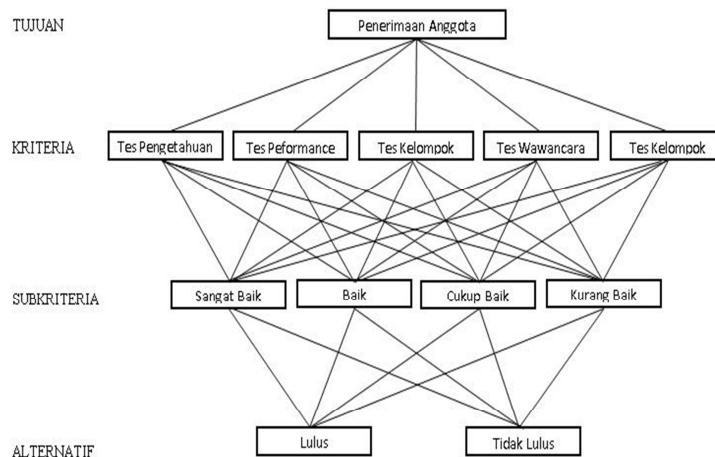 TUJUAN
Penerimaan Anggota
KRITERIA
Tes Pengetahuan
Tes Peformance
Tes Kelompok
Tes Wawancara
Tes Kelompok
SUBKRITERIA
Sangat Baik
Baik
Cukup Baik
Kurang Baik
ALTERNATIF
Lulus
Tidak Lulus